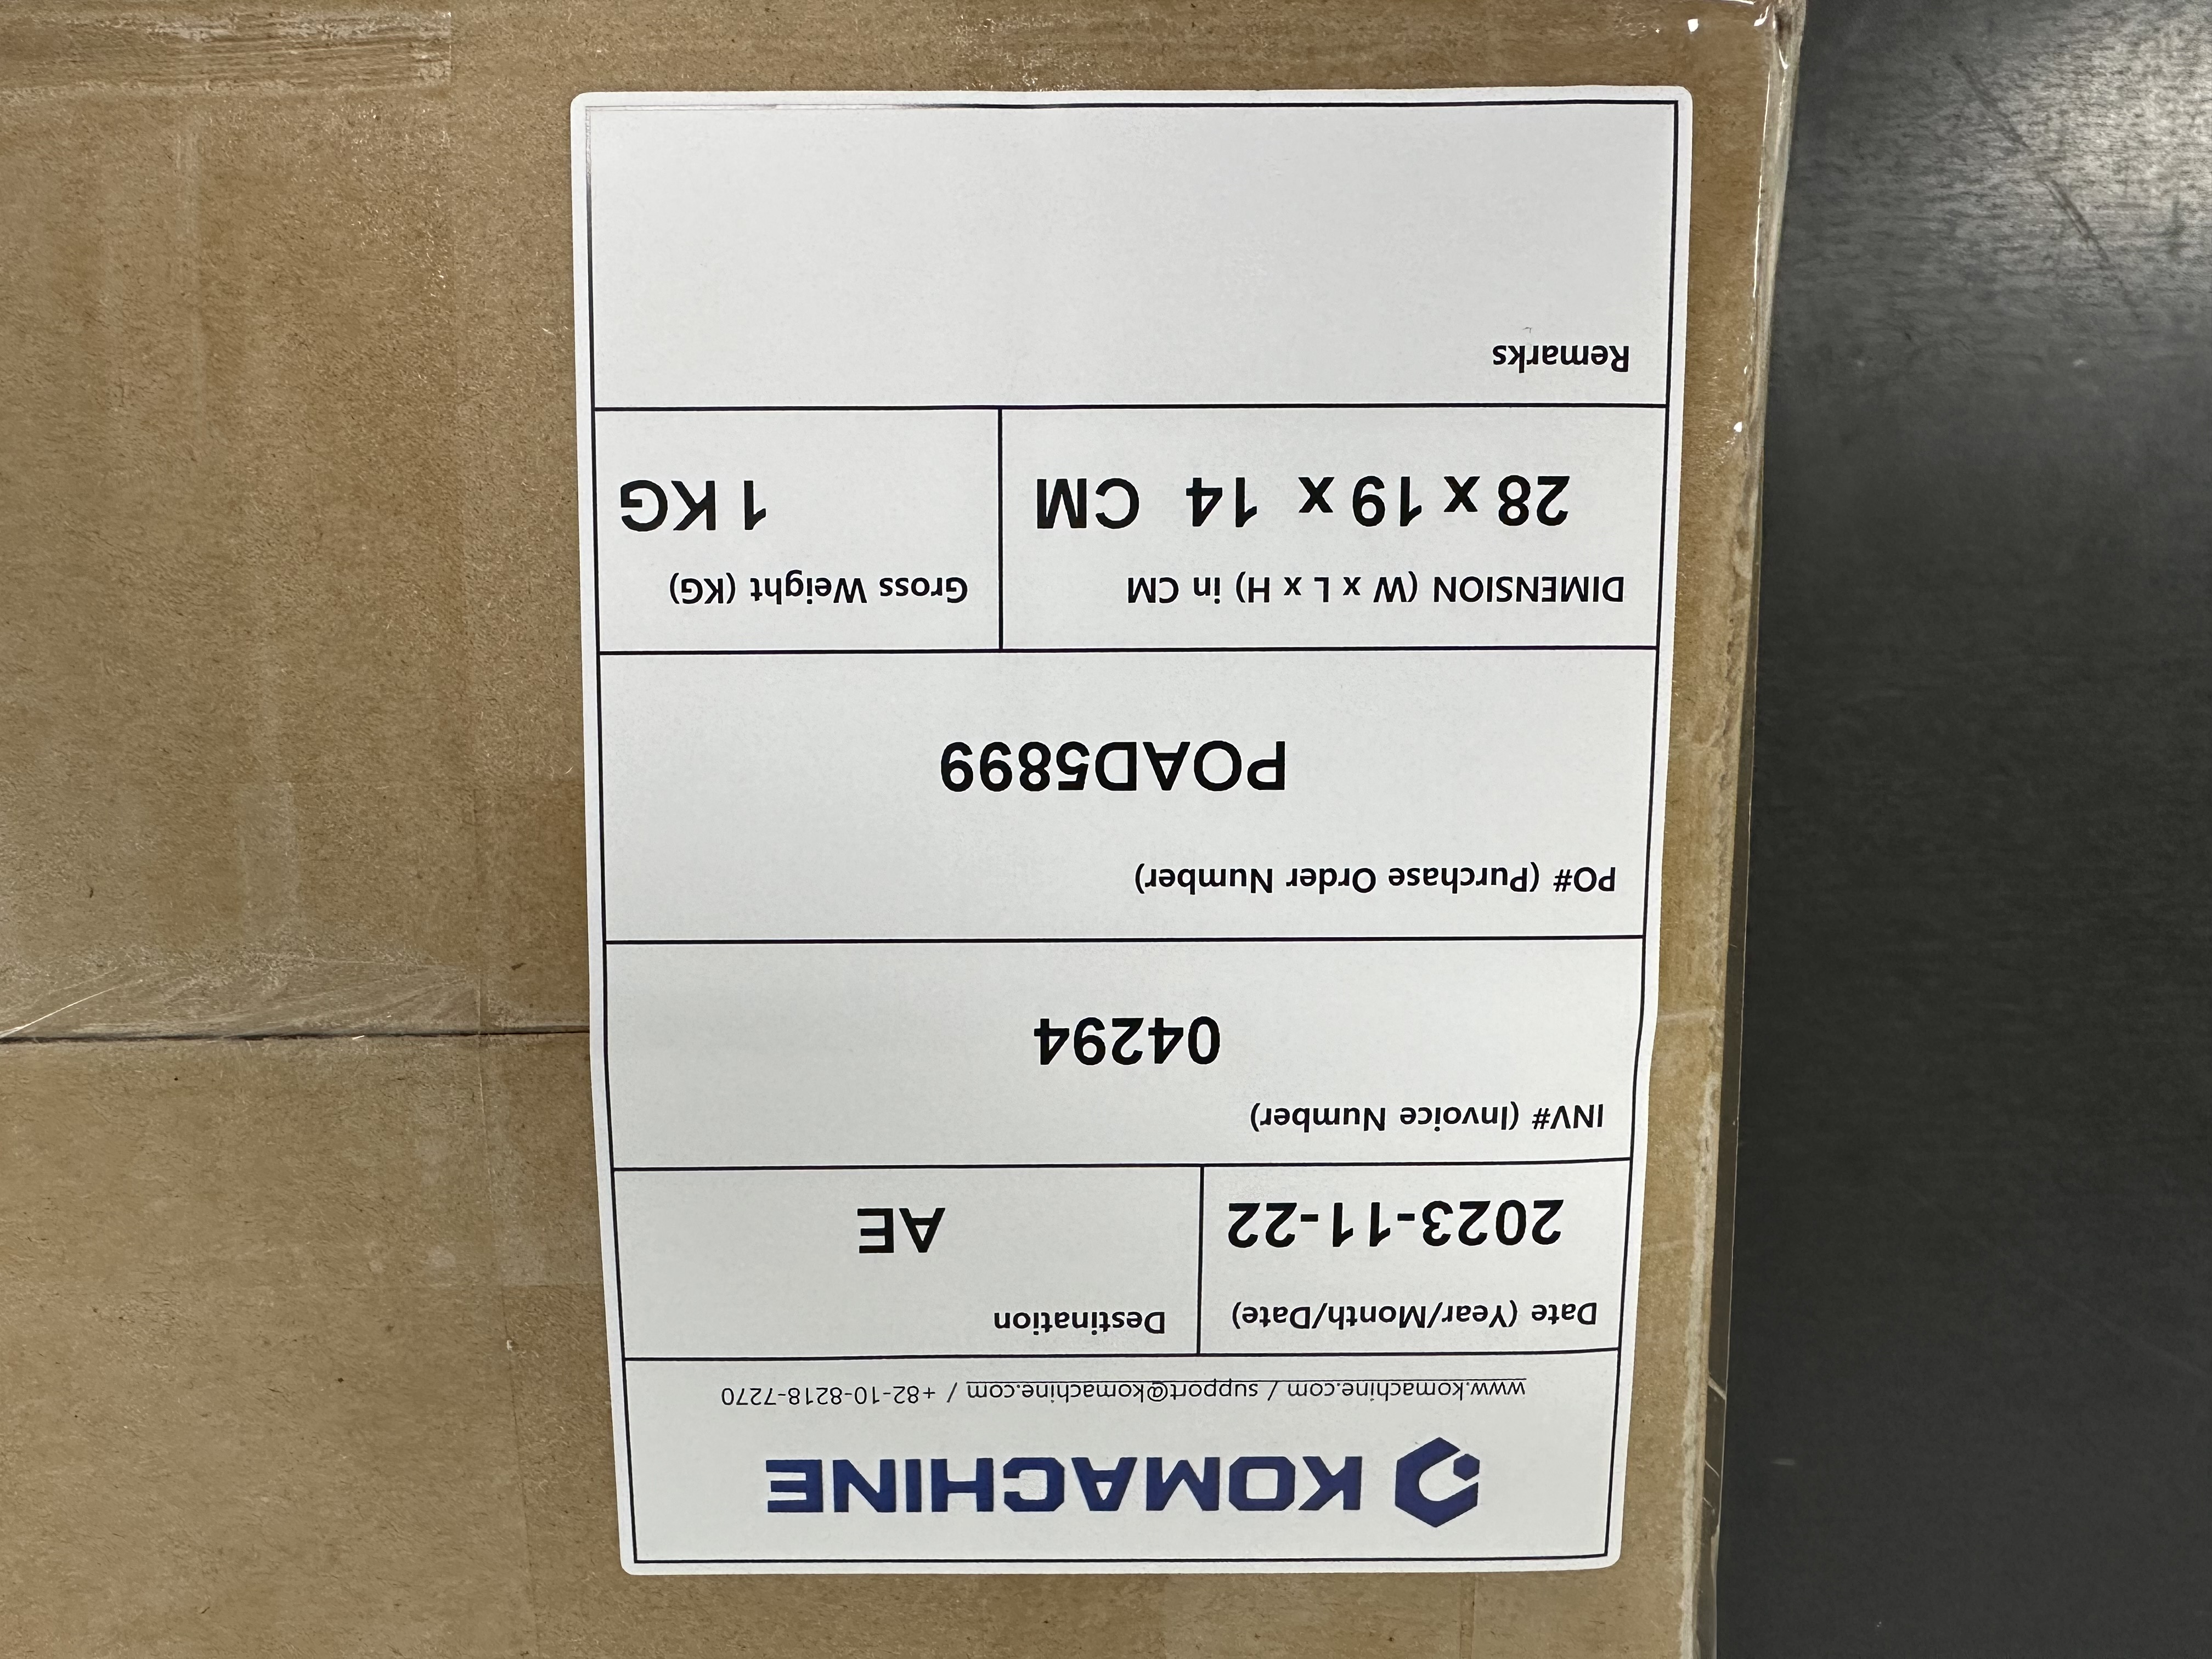 KOMACHINE
www.komachine.com / support@komachine.com / +82-10-8218-7270
Date (Year/Month/Date)
2023-11-22
Destination
AE
INV# (Invoice Number)
04294
PO# (Purchase Order Number)
POAD5899
DIMENSION (W x L x H) in CM
28 x 19 x 14 CM
Gross Weight (KG)
1 KG
Remarks